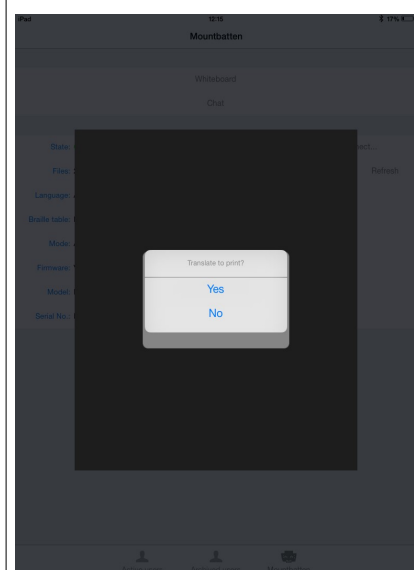 iPad 12:15 17%
Mountbatten
Whiteboard
Chat
State:
Files: Refresh
Language:
Braille table:
Mode:
Firmware:
Model:
Serial No.:
Translate to print?
Yes
No